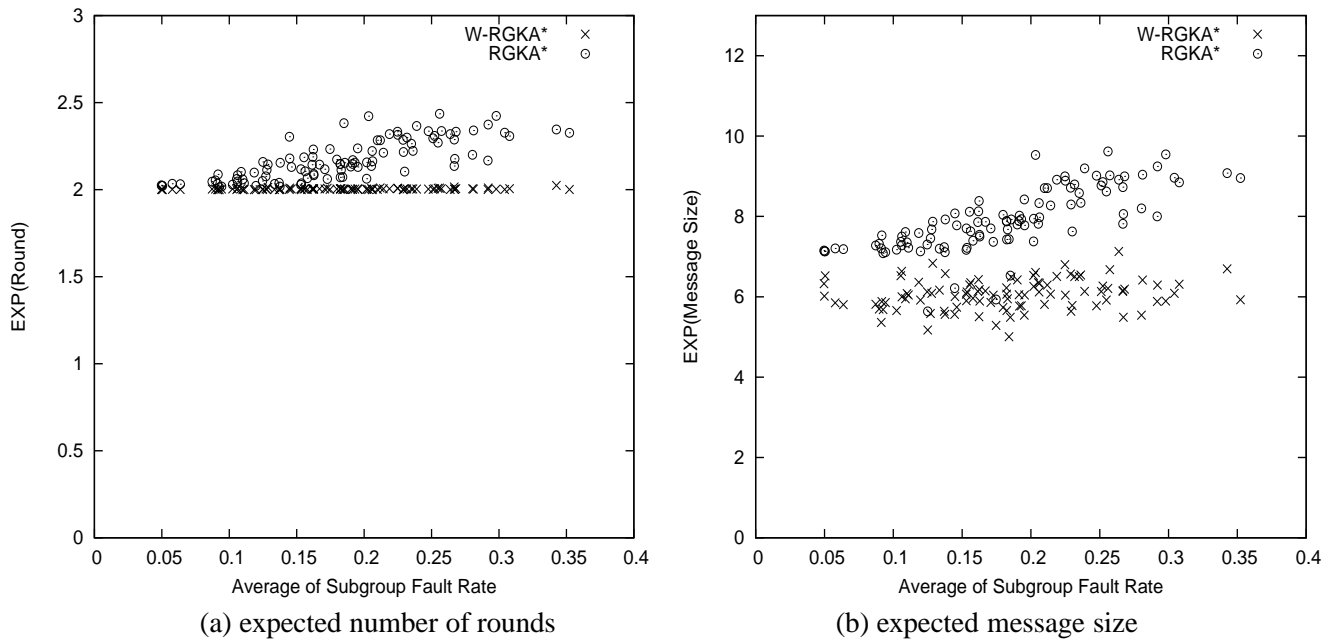 3
2.5
2
1.5
1
0.5
0
EXP(Round)
W-RGKA*
RGKA*
0 0.05 0.1 0.15 0.2 0.25 0.3 0.35 0.4
Average of Subgroup Fault Rate
(a) expected number of rounds
12
10
8
6
4
2
0
EXP(Message Size)
W-RGKA*
RGKA*
0 0.05 0.1 0.15 0.2 0.25 0.3 0.35 0.4
Average of Subgroup Fault Rate
(b) expected message size